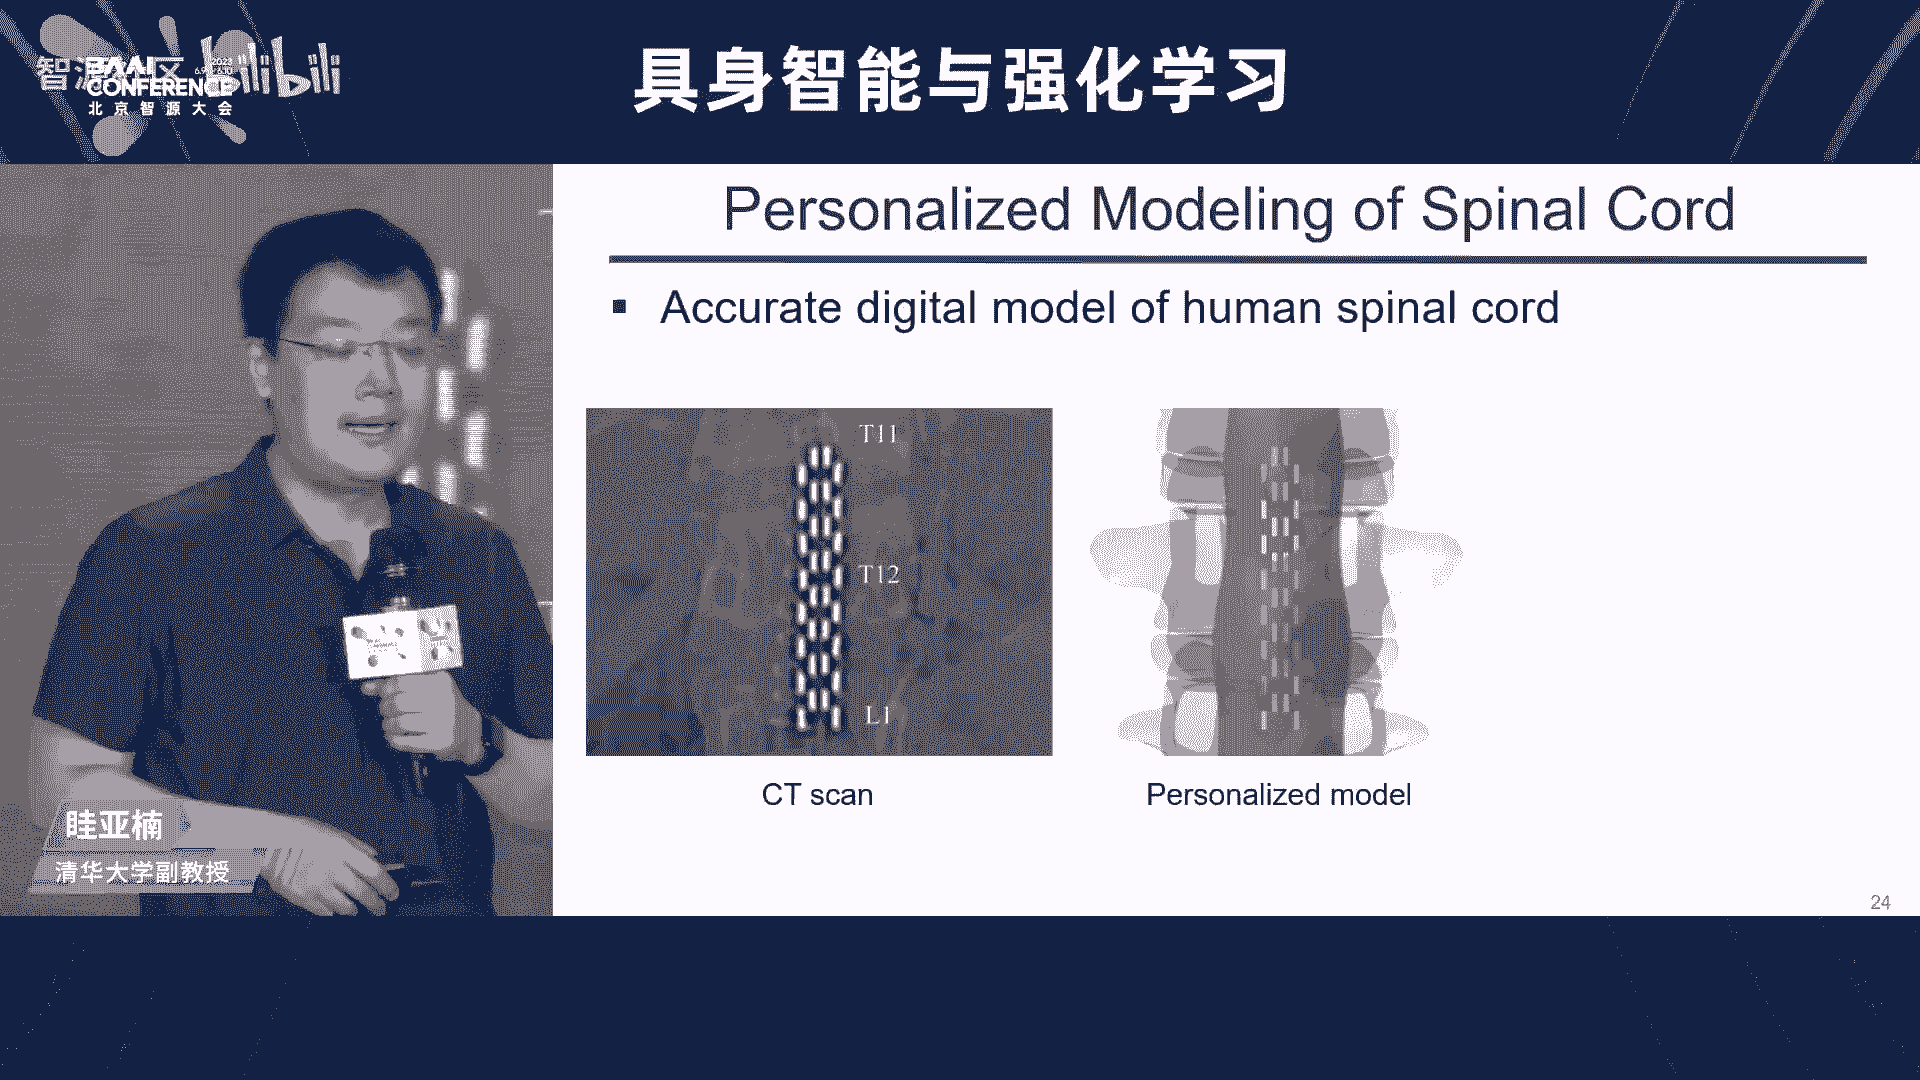 智源社区 bilibili
BAAI 2023
CONFERENCE
北京智源大会
具身智能与强化学习
Personalized Modeling of Spinal Cord
▪ Accurate digital model of human spinal cord
T11
T12
L1
CT scan
Personalized model
眭亚楠
清华大学副教授
24